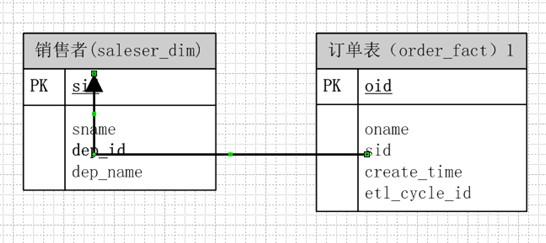 销售者(saleser_dim)
PK sid
sname
dep_id
dep_name
订单表（order_fact）1
PK oid
oname
sid
create_time
etl_cycle_id